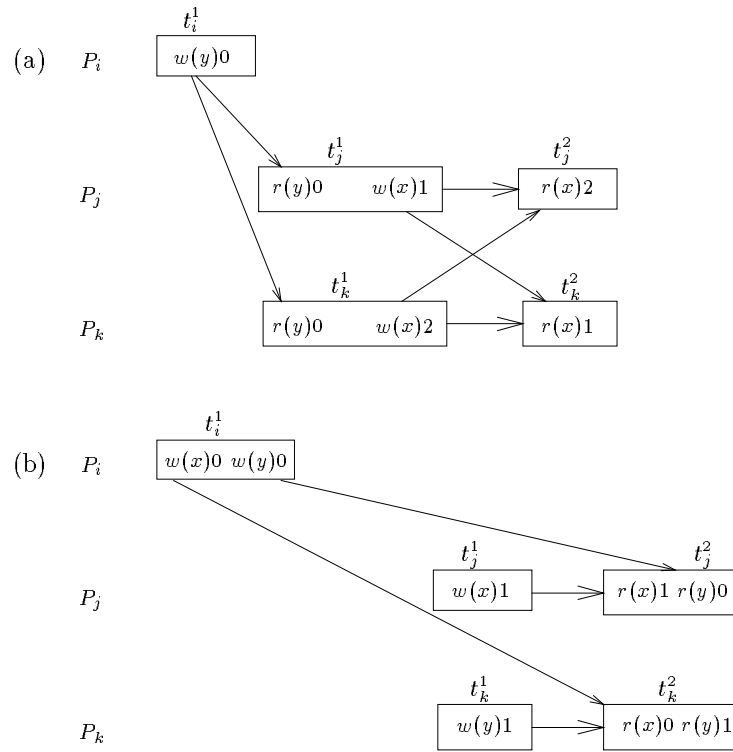 t_i^1
(a) P_i w(y)0
t_j^1 t_j^2
P_j r(y)0 w(x)1 r(x)2
t_k^1 t_k^2
P_k r(y)0 w(x)2 r(x)1
t_i^1
(b) P_i w(x)0 w(y)0
t_j^1 t_j^2
P_j w(x)1 r(x)1 r(y)0
t_k^1 t_k^2
P_k w(y)1 r(x)0 r(y)1